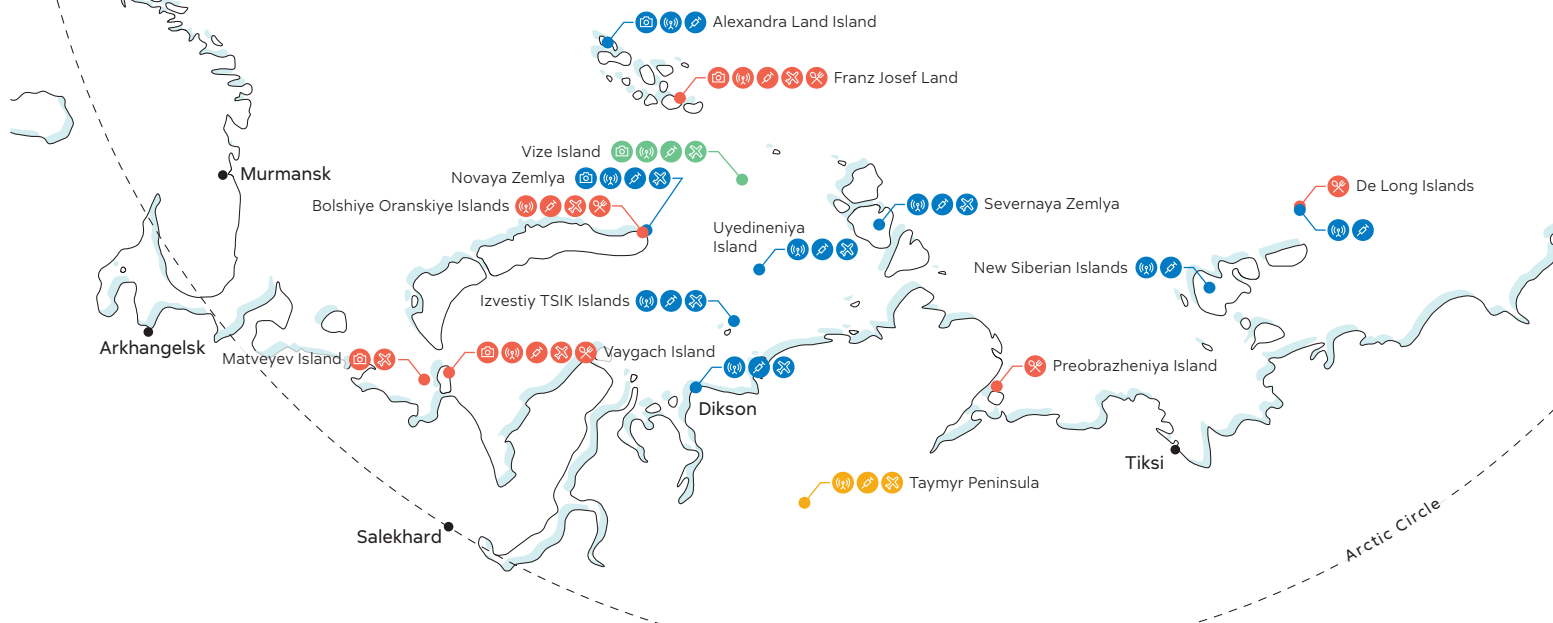 Alexandra Land Island
Franz Josef Land
Vize Island
Murmansk
Novaya Zemlya
De Long Islands
Bolshiye Oranskiye Islands
Severnaya Zemlya
Uyedineniya
Island
New Siberian Islands
Izvestiy TSIK Islands
Arkhangelsk
Matveyev Island
Vaygach Island
Preobrazheniya Island
Dikson
Tiksi
Taymyr Peninsula
Salekhard
Arctic Circle